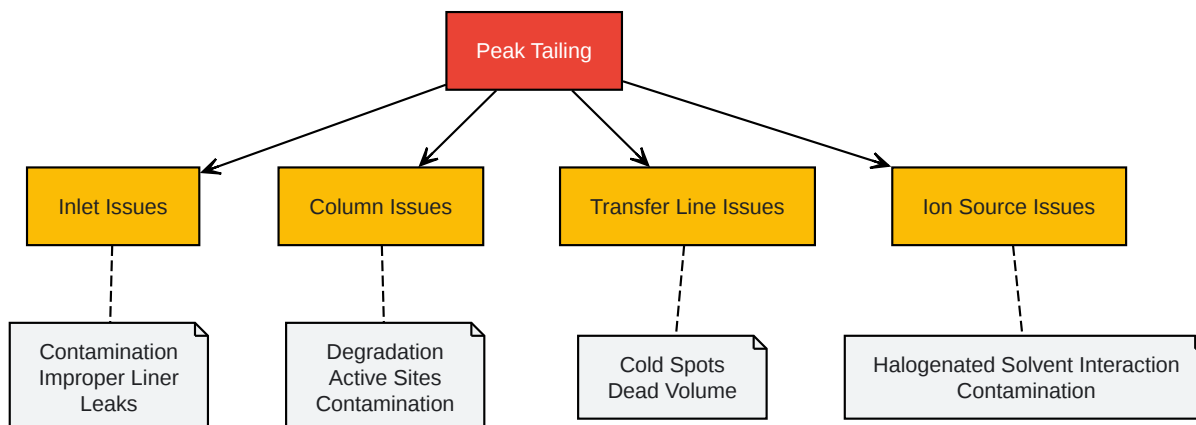 Peak Tailing
Inlet Issues
Column Issues
Transfer Line Issues
Ion Source Issues
Contamination
Improper Liner
Leaks
Degradation
Active Sites
Contamination
Cold Spots
Dead Volume
Halogenated Solvent Interaction
Contamination